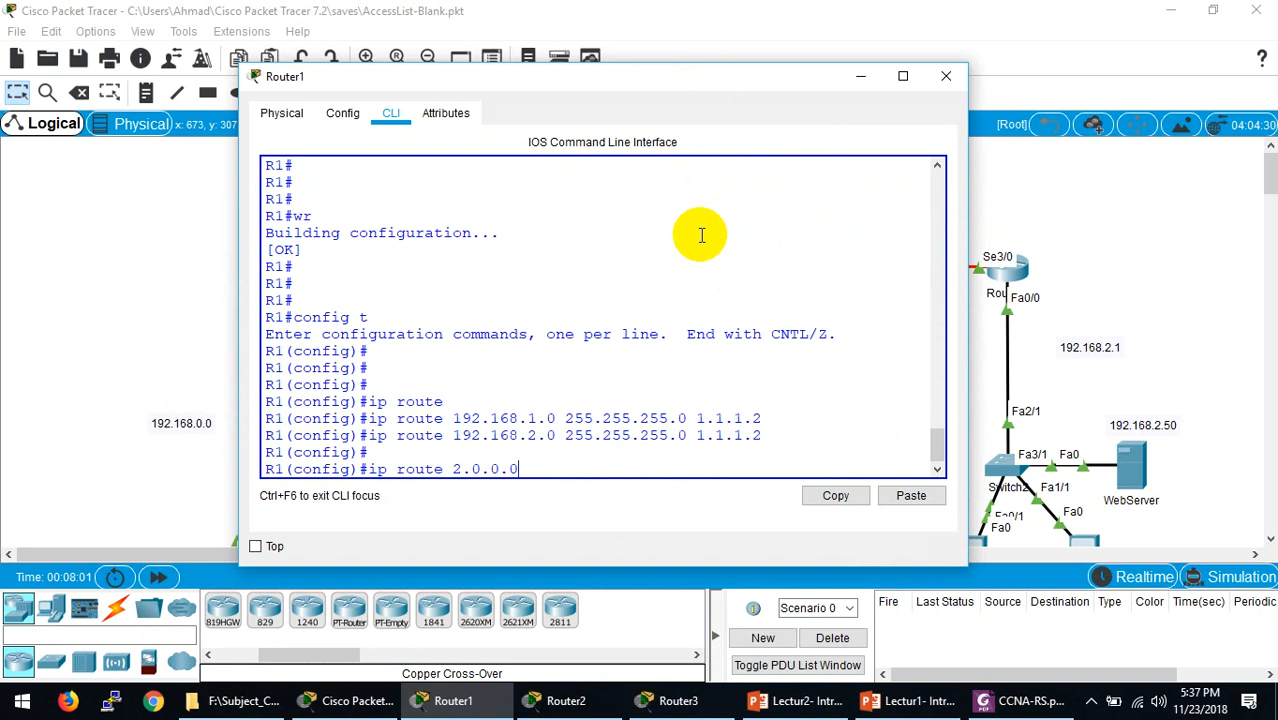 Cisco Packet Tracer - C:\Users\Ahmad\Cisco Packet Tracer 7.2\saves\AccessList-Blank.pkt
File Edit Options View Tools Extensions Help
Router1
Logical Physical x: 673, y: 307 [Root] 04:04:30
Physical Config CLI Attributes
IOS Command Line Interface
R1#
R1#
R1#
R1#wr
Building configuration...
[OK]
R1#
R1#
R1#
R1#config t
Enter configuration commands, one per line.  End with CNTL/Z.
R1(config)#
R1(config)#
R1(config)#
R1(config)#ip route
R1(config)#ip route 192.168.1.0 255.255.255.0 1.1.1.2
R1(config)#ip route 192.168.2.0 255.255.255.0 1.1.1.2
R1(config)#
R1(config)#ip route 2.0.0.0
Ctrl+F6 to exit CLI focus Copy Paste
Top
192.168.0.0
Se3/0
Rou
Fa0/0
192.168.2.1
Fa2/1
192.168.2.50
Fa3/1 Fa0
Switch2
Fa1/1
WebServer
Fa0/1
Fa0
Fa0
Time: 00:08:01 Realtime Simulation
819HGW 829 1240 PT-Router PT-Empty 1841 2620XM 2621XM 2811
Copper Cross-Over
Scenario 0
New Delete
Toggle PDU List Window
Fire Last Status Source Destination Type Color Time(sec) Periodic
F:\Subject_C... Cisco Packet... Router1 Router2 Router3 Lectur2- Intr... Lectur1- Intr... CCNA-RS.p...
5:37 PM
11/23/2018